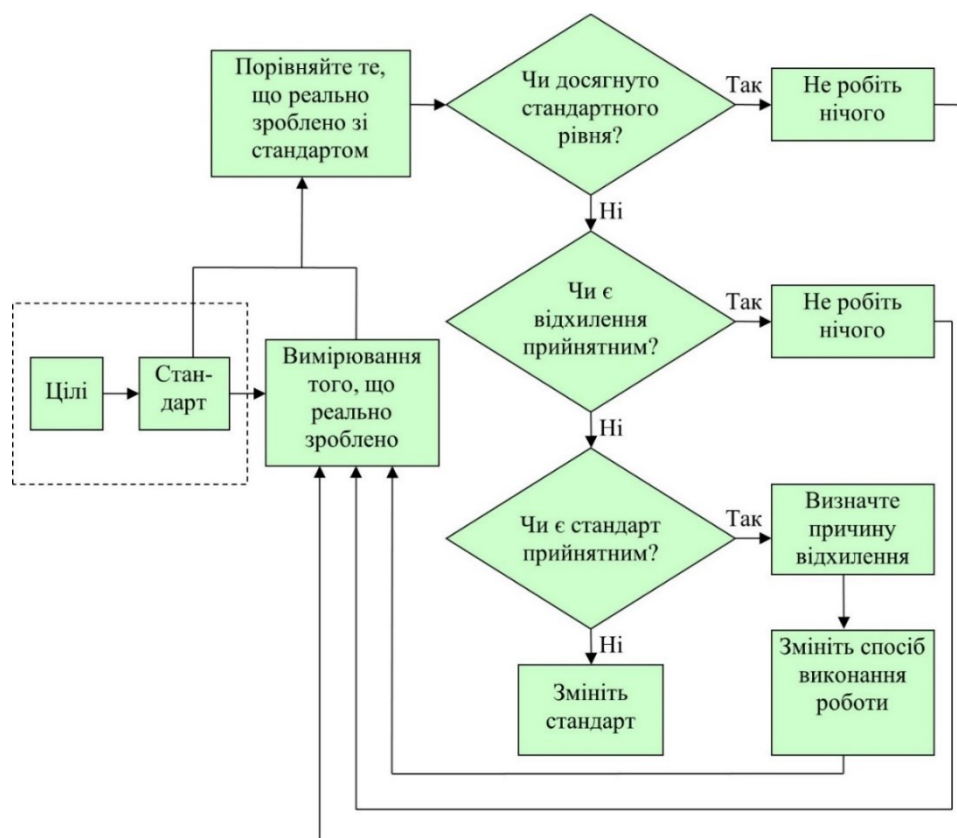 Порівняйте те,
що реально
зроблено зі
стандартом
Чи досягнуто
стандартного
рівня?
Так
Не робіть
нічого
Ні
Чи є
відхилення
прийнятним?
Так
Не робіть
нічого
Цілі
Стан-
дарт
Вимірювання
того, що
реально
зроблено
Ні
Чи є стандарт
прийнятним?
Так
Визначте
причину
відхилення
Ні
Змініть
стандарт
Змініть спосіб
виконання
роботи